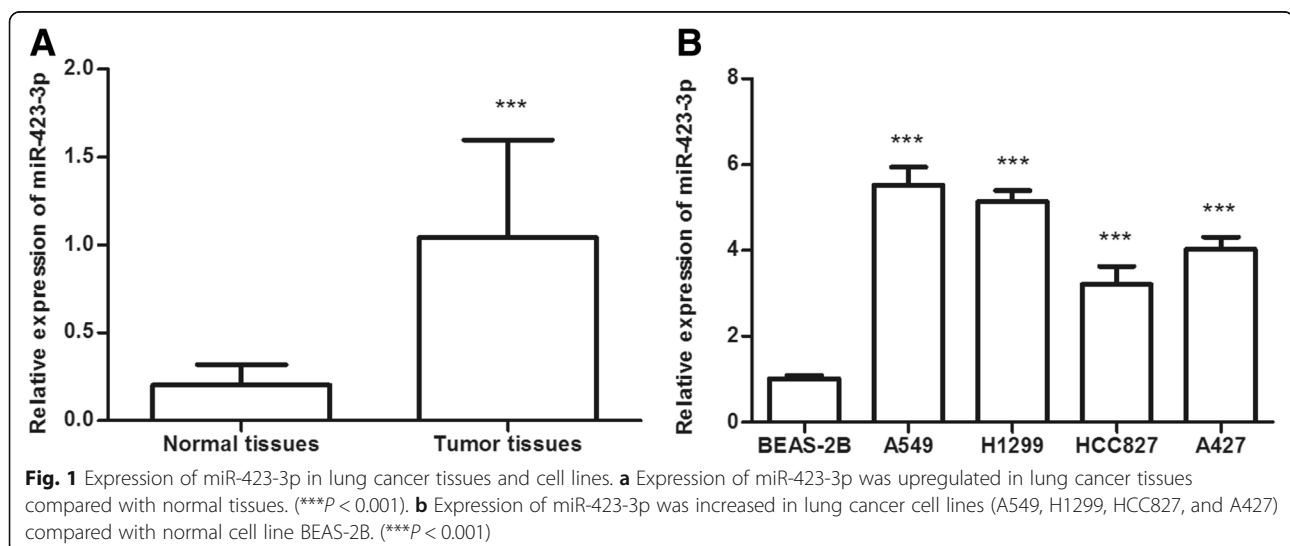 A
Relative expression of miR-423-3p
2.0
1.5
1.0
0.5
0.0
***
Normal tissues
Tumor tissues
B
Relative expression of miR-423-3p
8
6
4
2
0
***
***
***
***
BEAS-2B
A549
H1299
HCC827
A427
Fig. 1 Expression of miR-423-3p in lung cancer tissues and cell lines. a Expression of miR-423-3p was upregulated in lung cancer tissues
compared with normal tissues. (***P < 0.001). b Expression of miR-423-3p was increased in lung cancer cell lines (A549, H1299, HCC827, and A427)
compared with normal cell line BEAS-2B. (***P < 0.001)